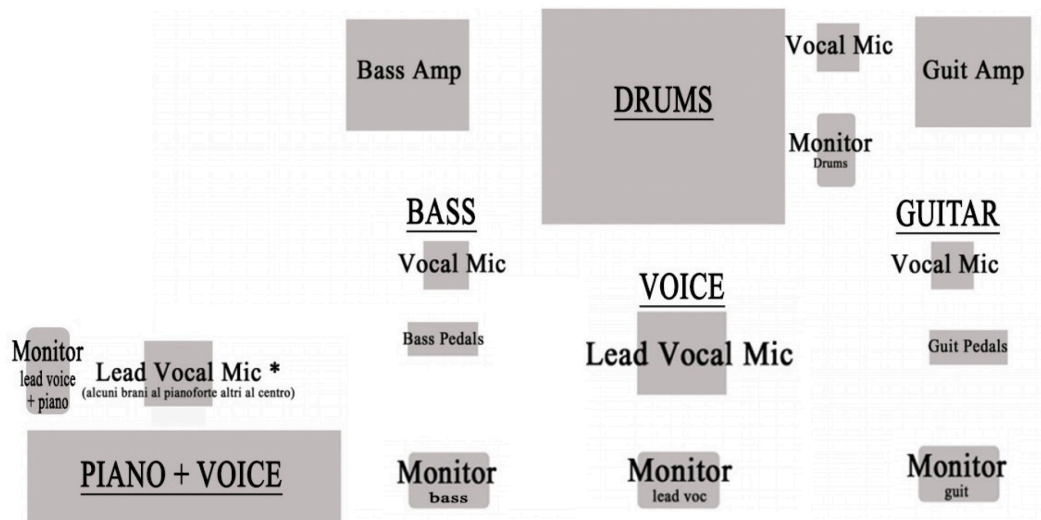 Bass Amp
DRUMS
Vocal Mic
Guit Amp
Monitor
Drums
BASS
Vocal Mic
GUITAR
Vocal Mic
VOICE
Lead Vocal Mic
Bass Pedals
Guit Pedals
Monitor
lead voice
+ piano
Lead Vocal Mic *
(alcuni brani al pianoforte altri al centro)
PIANO + VOICE
Monitor
bass
Monitor
lead voc
Monitor
guit